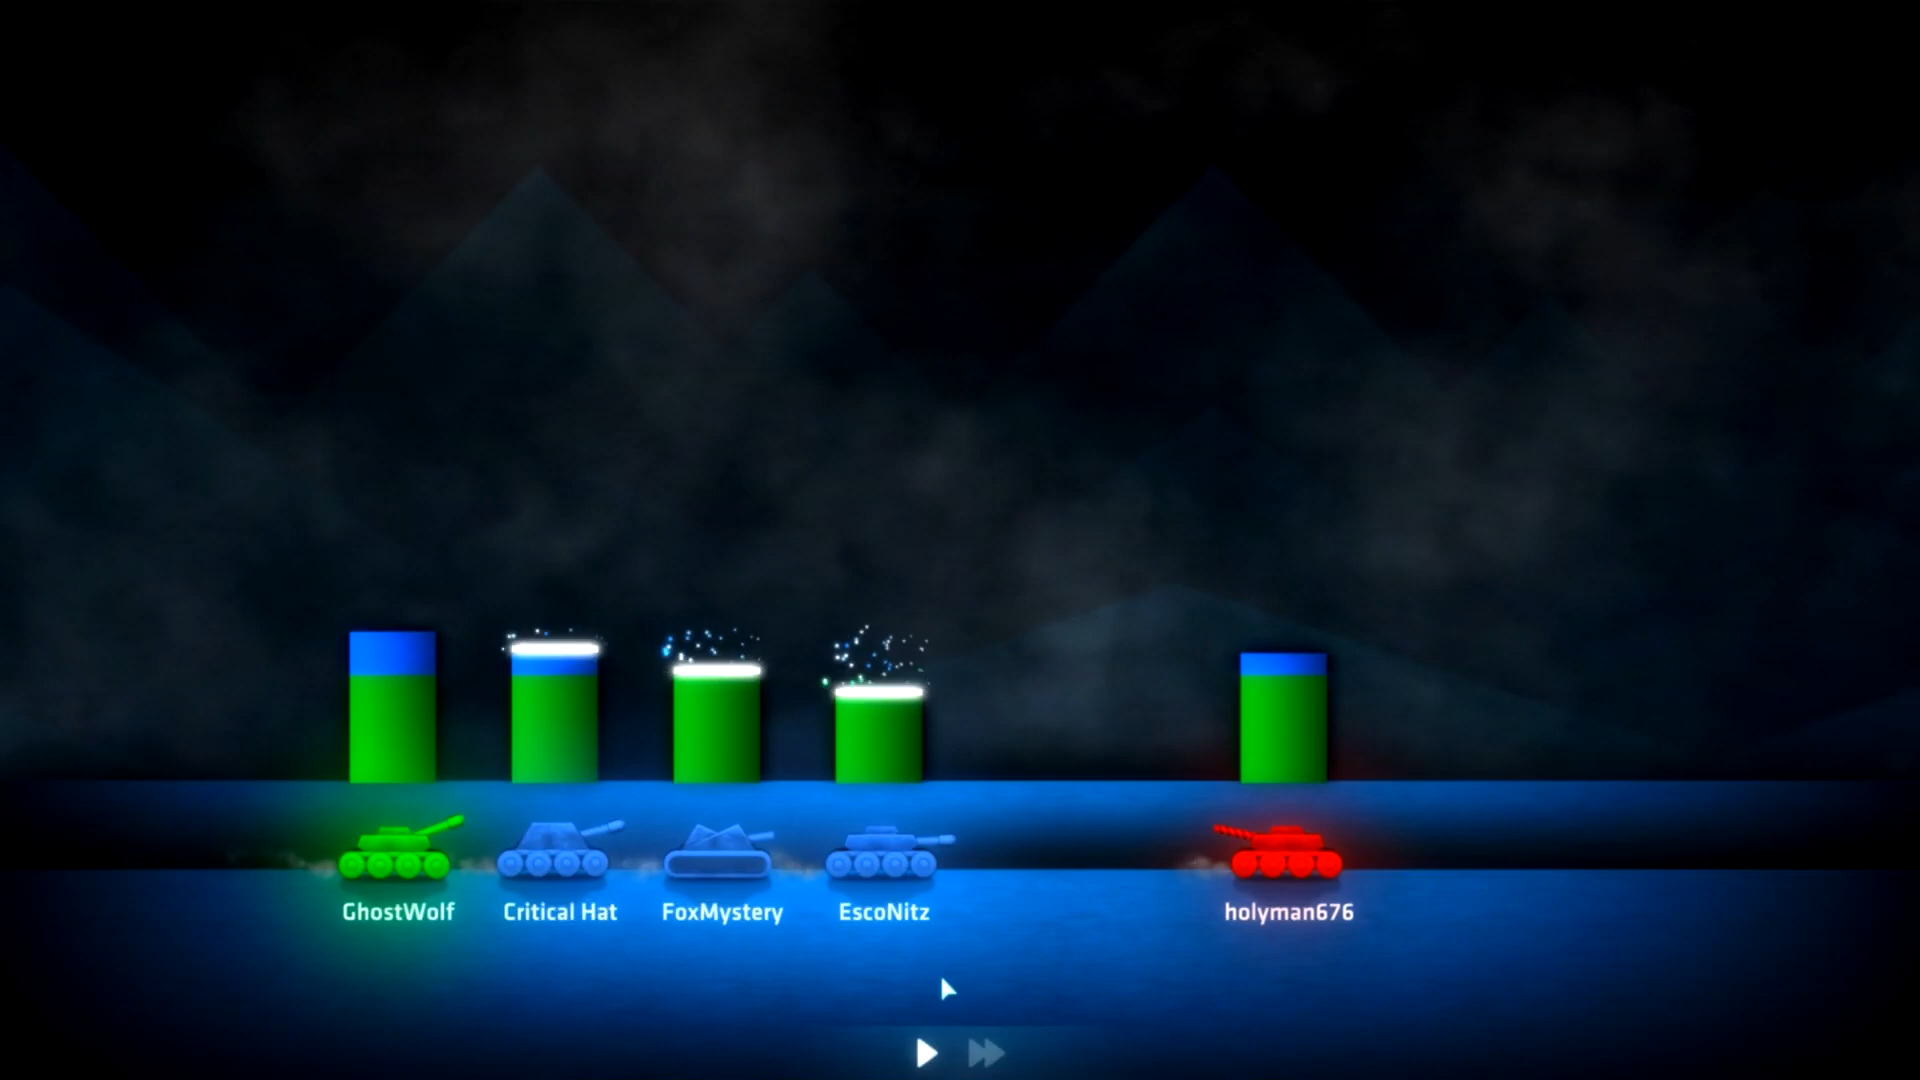 GhostWolf
Critical Hat
FoxMystery
EscoNitz
holyman676